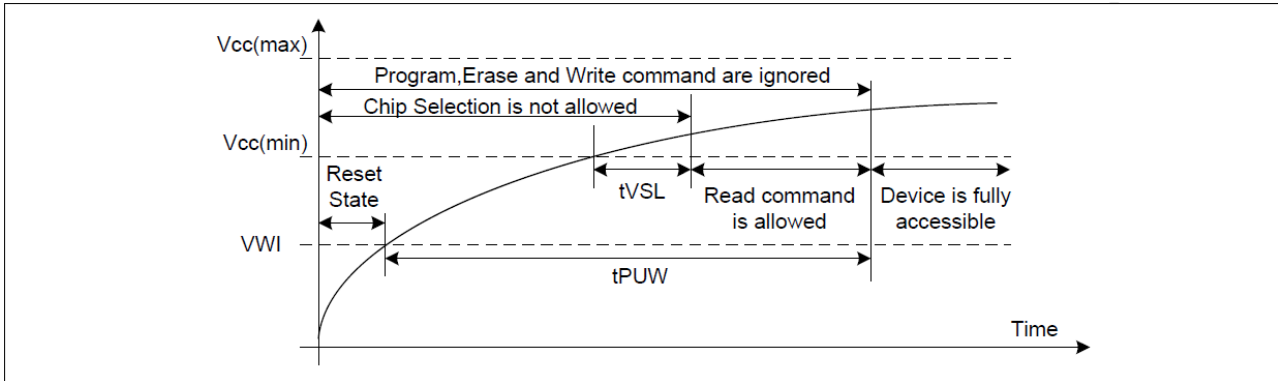 Vcc(max)
Program,Erase and Write command are ignored
Chip Selection is not allowed
Vcc(min)
Reset
State
tVSL
Read command
is allowed
Device is fully
accessible
VWI
tPUW
Time